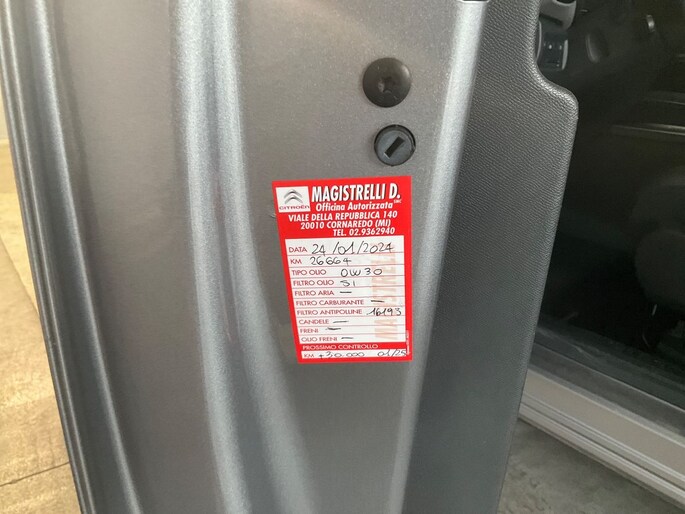 MAGISTRELLI D.
CITROËN
Officina Autorizzata
VIALE DELLA REPUBBLICA 140
20010 CORNAREDO (MI)
TEL. 02.9362940
DATA 24/01/2024
KM 26664
TIPO OLIO 0W30
FILTRO OLIO SI
FILTRO ARIA —
FILTRO CARBURANTE —
FILTRO ANTIPOLLINE 16193
CANDELE —
FRENI —
OLIO FRENI —
PROSSIMO CONTROLLO
KM +30.000 01/25